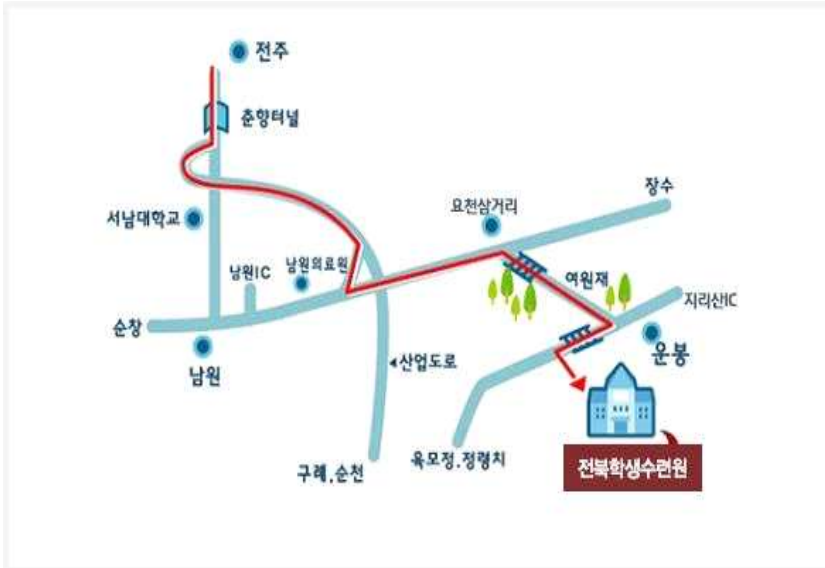 전주
춘향터널
장수
요천삼거리
서남대학교
남원IC
남원의료원
여원재
지리산IC
순창
남원
운봉
◀산업도로
구례,순천
육모정.정령치
전북학생수련원